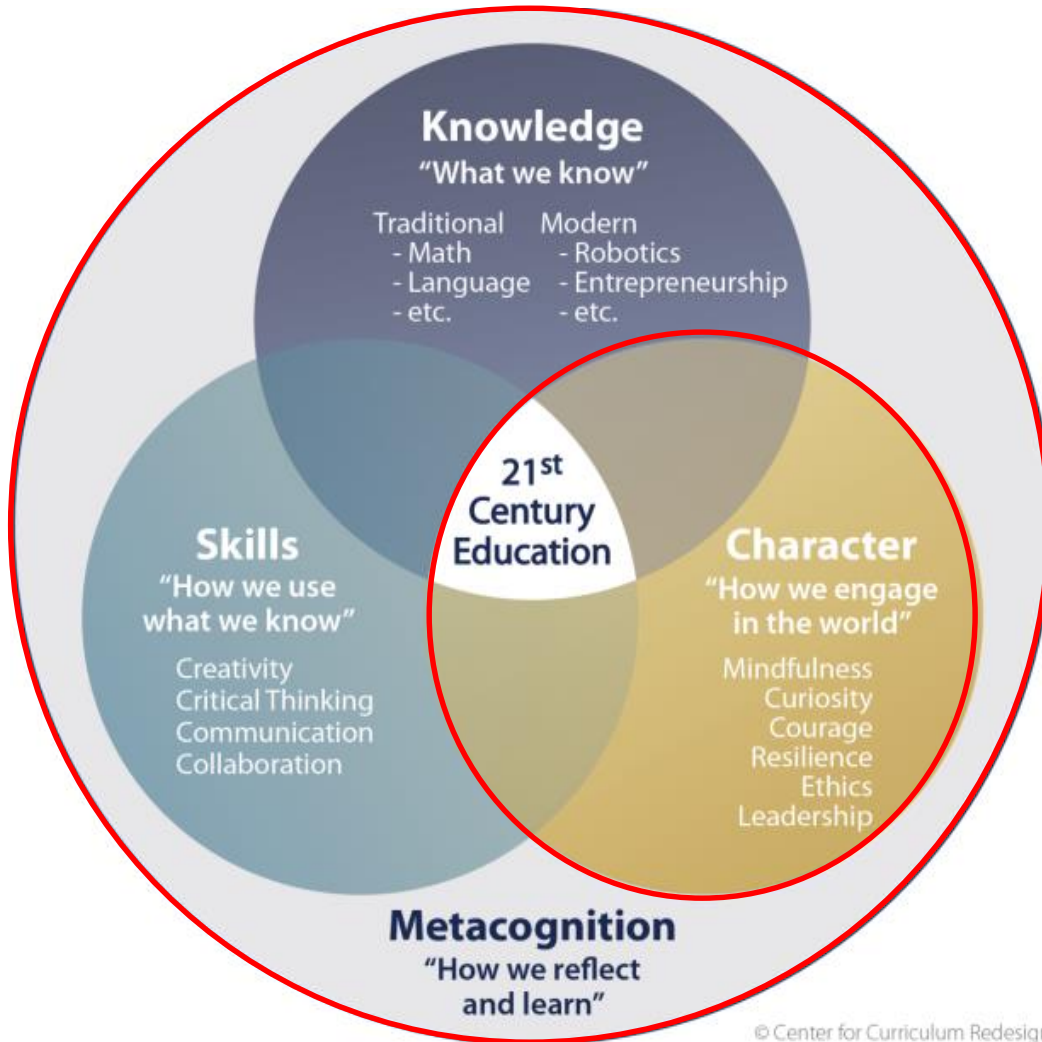 Knowledge
“What we know”
Traditional
- Math
- Language
- etc.
Modern
- Robotics
- Entrepreneurship
- etc.
21st
Century
Education
Skills
“How we use
what we know”
Creativity
Critical Thinking
Communication
Collaboration
Character
“How we engage
in the world”
Mindfulness
Curiosity
Courage
Resilience
Ethics
Leadership
Metacognition
“How we reflect
and learn”
© Center for Curriculum Redesign